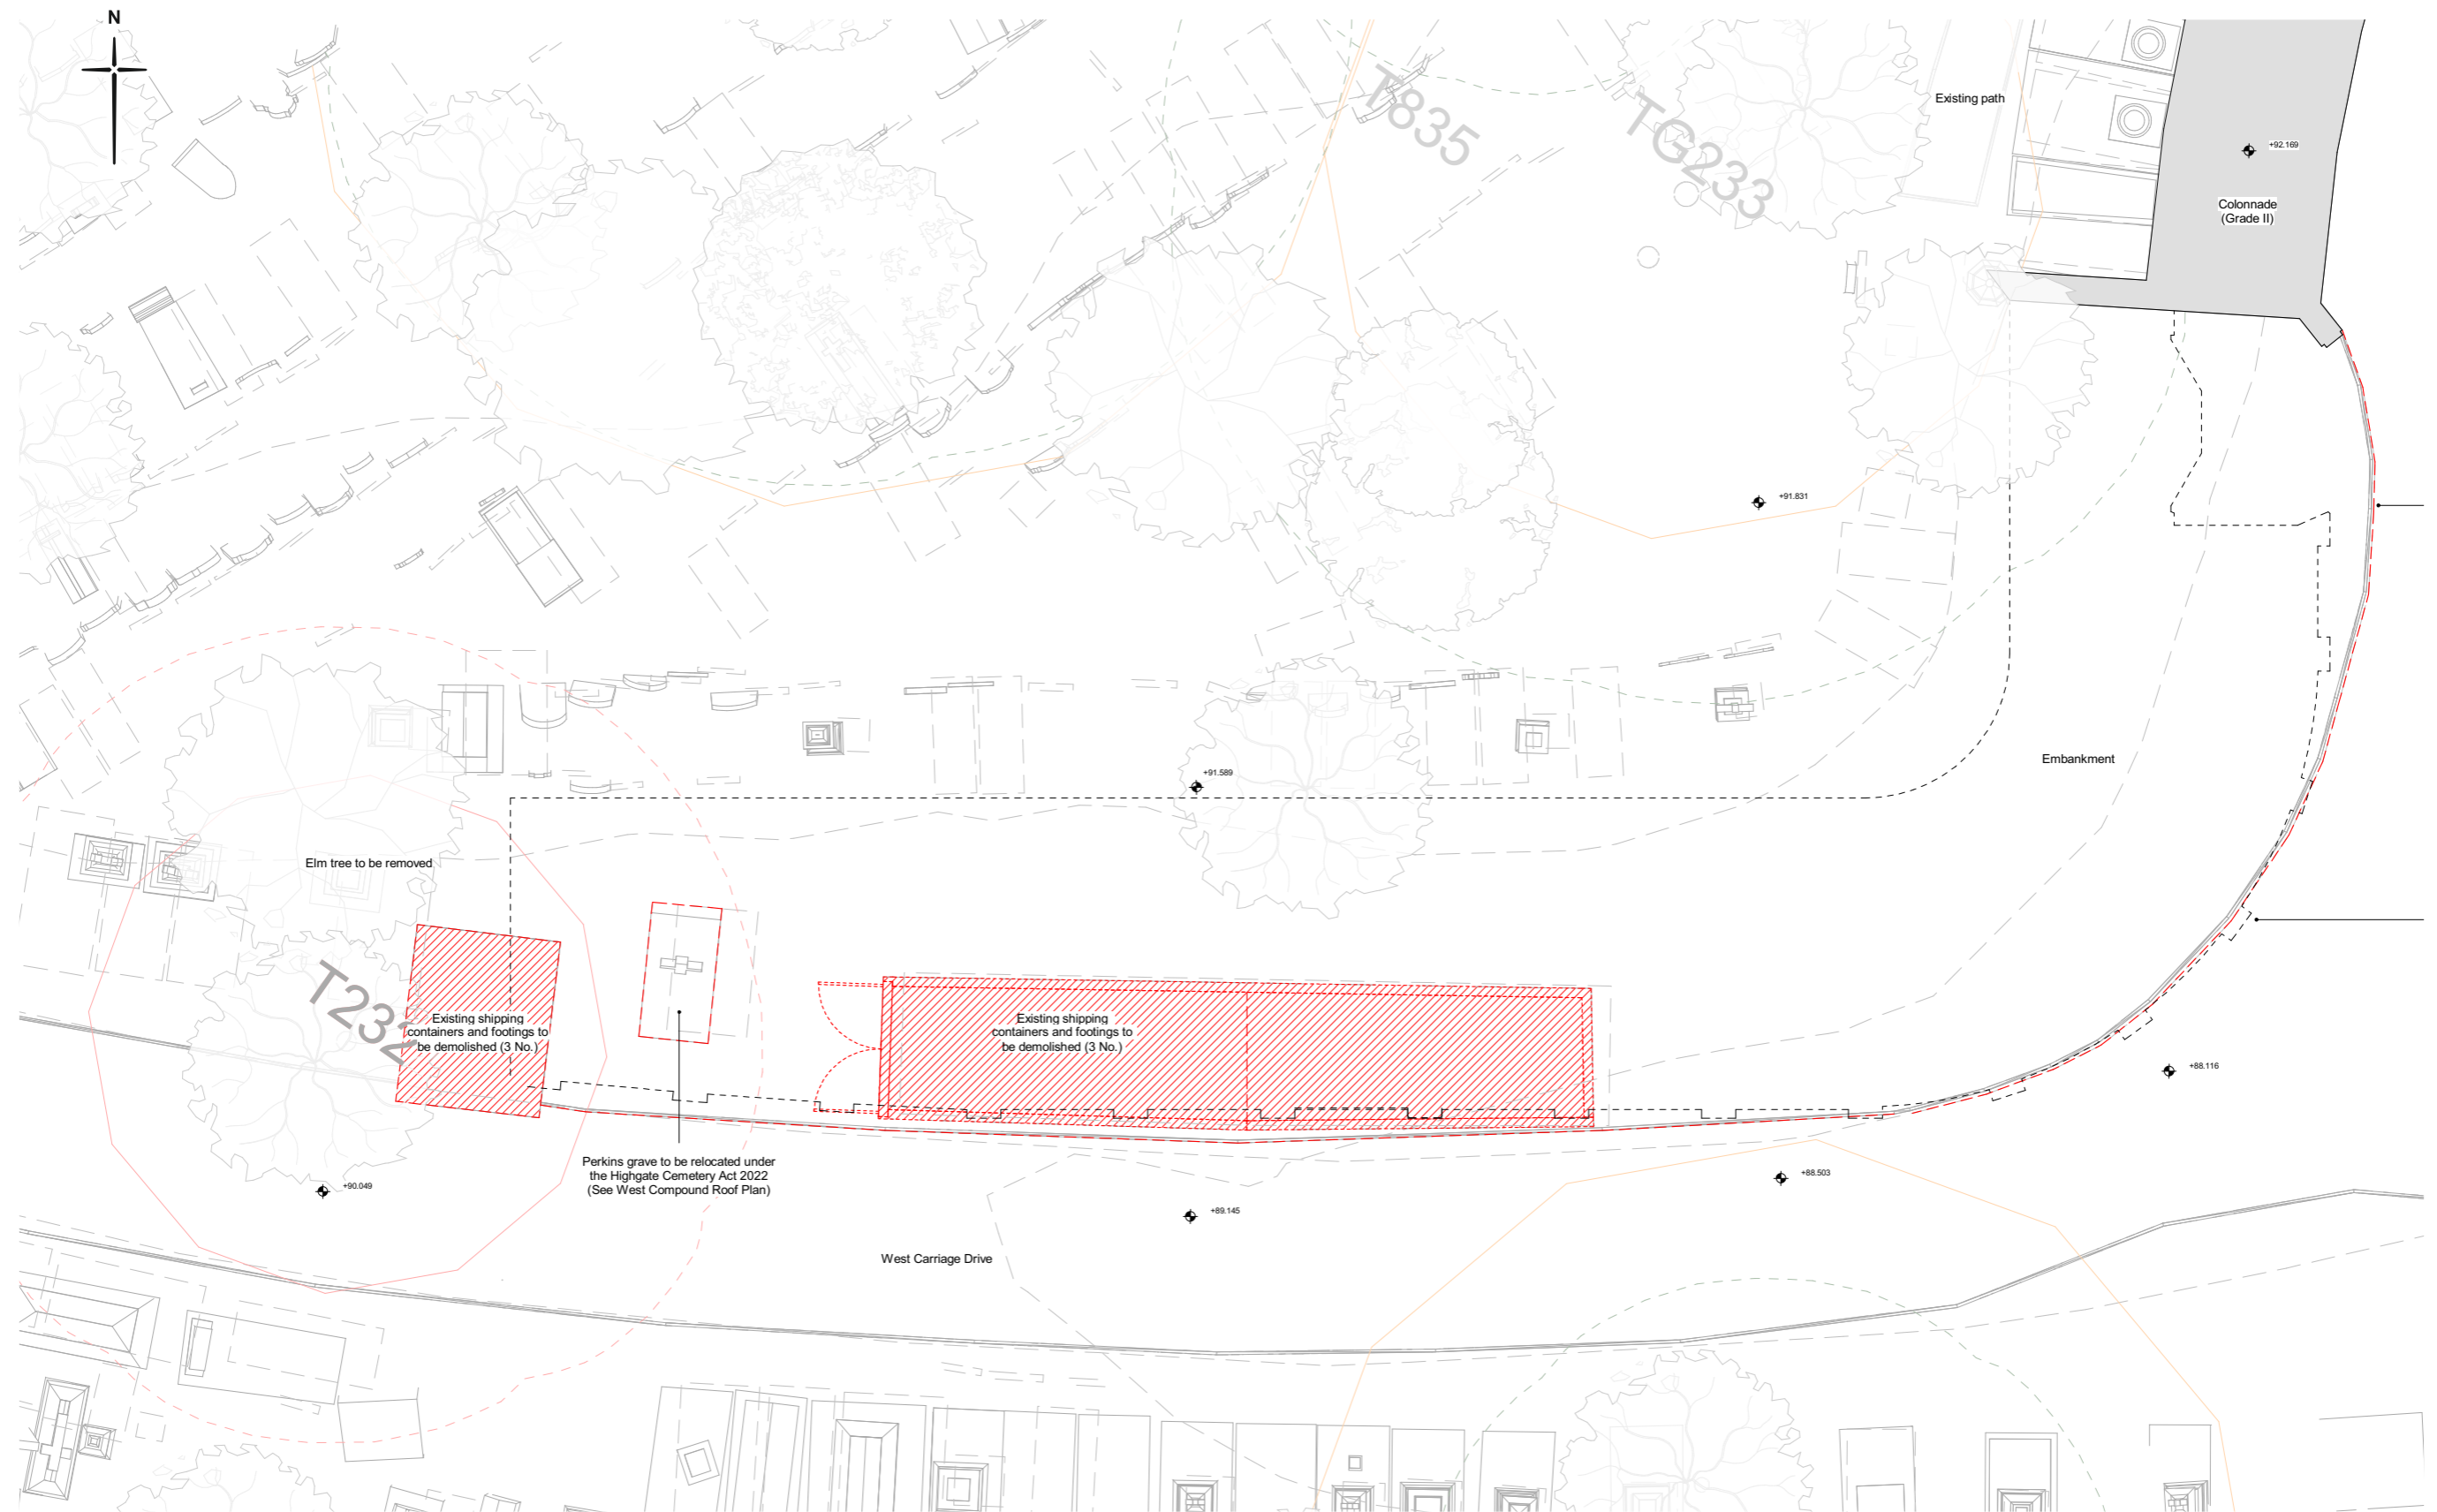 N
T835
TG233
Existing path
+92.169
Colonnade
(Grade II)
+91.831
Embankment
+91.589
Elm tree to be removed
T232
Existing shipping
containers and footings to
be demolished (3 No.)
Existing shipping
containers and footings to
be demolished (3 No.)
+88.116
Perkins grave to be relocated under
the Highgate Cemetery Act 2022
(See West Compound Roof Plan)
+90.049
+88.503
+89.145
West Carriage Drive